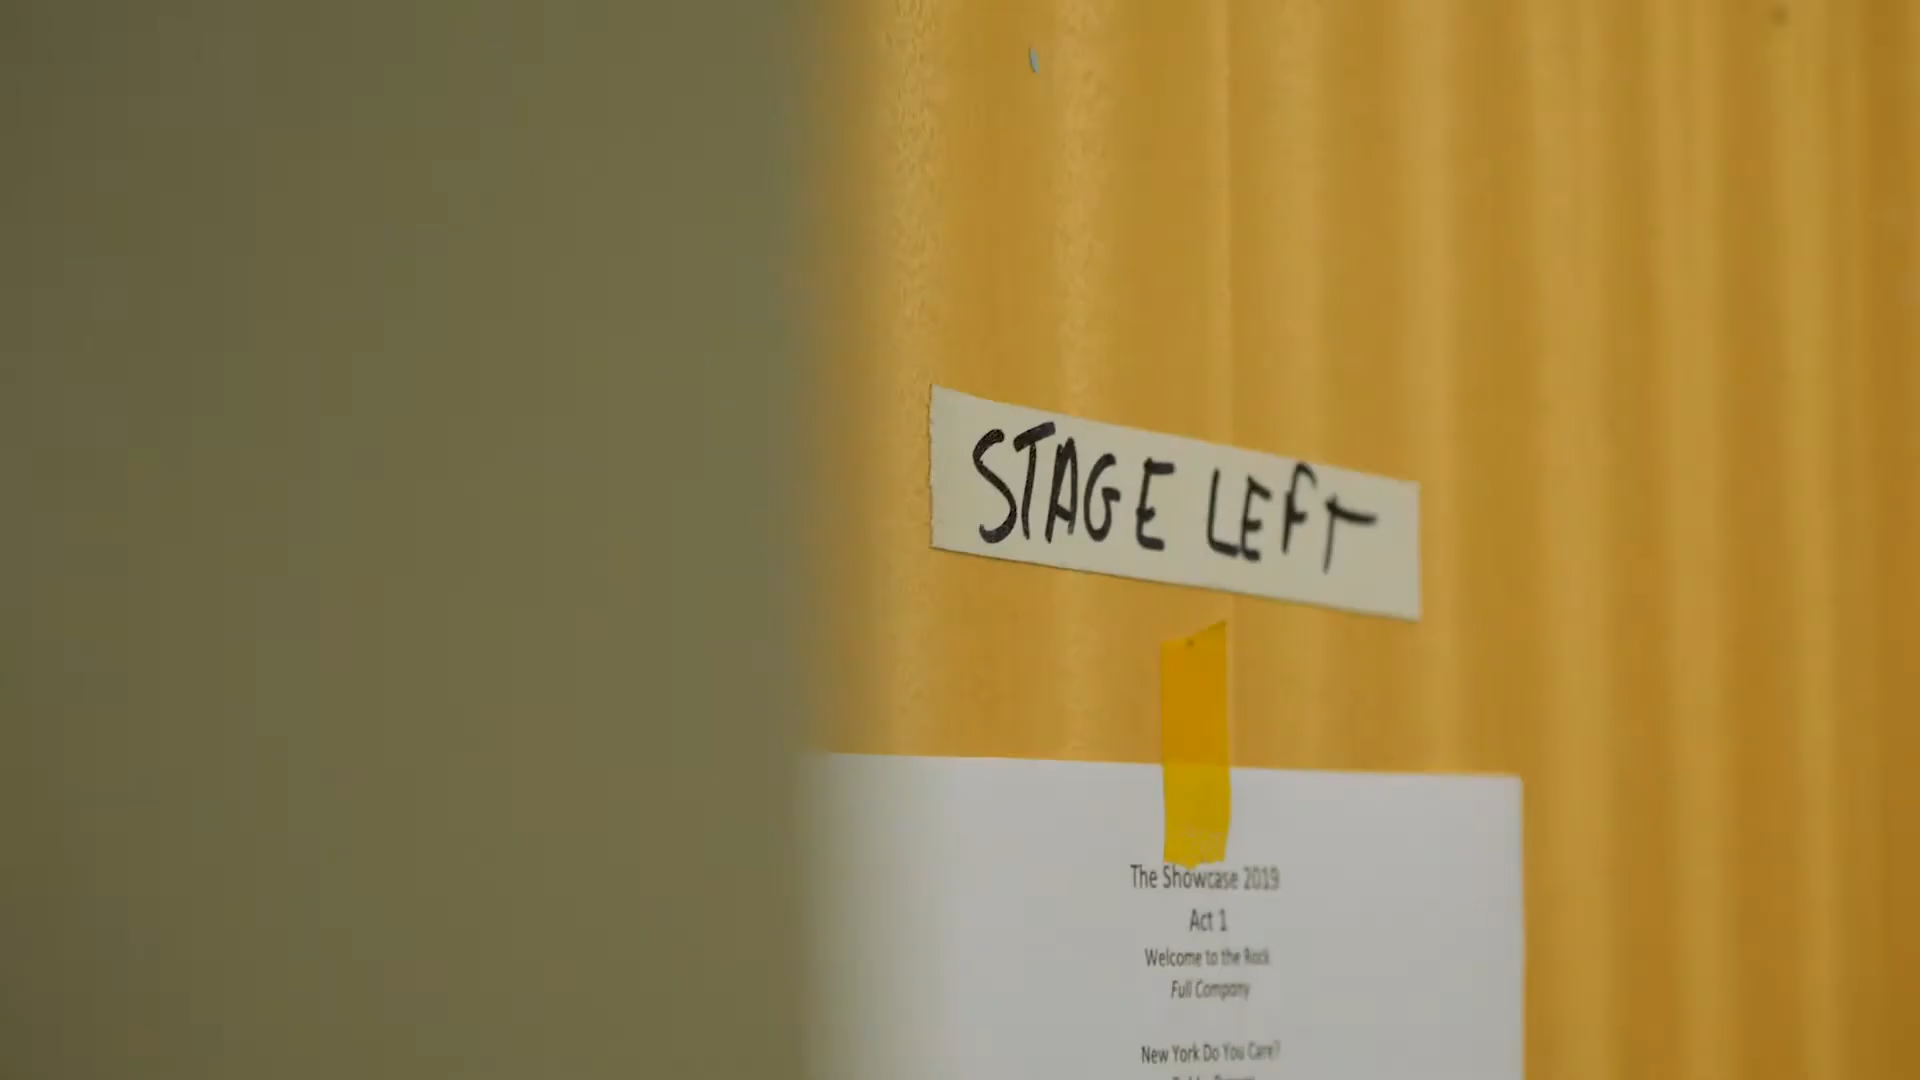 STAGE LEFT
The Showcase 2019
Act 1
Welcome to the Rock
Full Company
New York Do You Care?